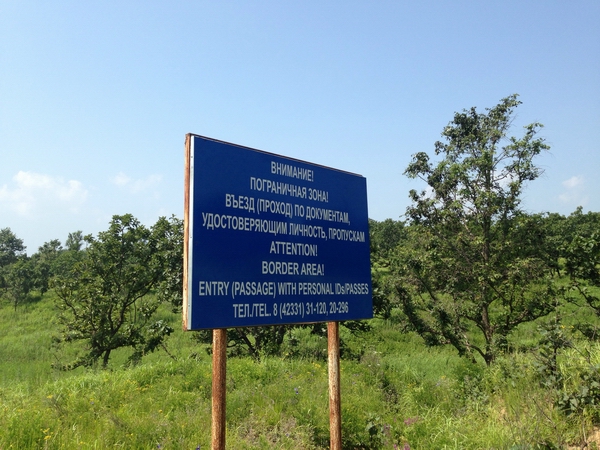 ВНИМАНИЕ!
ПОГРАНИЧНАЯ ЗОНА!
ВЪЕЗД (ПРОХОД) ПО ДОКУМЕНТАМ,
УДОСТОВЕРЯЮЩИМ ЛИЧНОСТЬ, ПРОПУСКАМ
ATTENTION!
BORDER AREA!
ENTRY (PASSAGE) WITH PERSONAL IDs/PASSES
ТЕЛ./TEL. 8 (42331) 31-120, 20-296